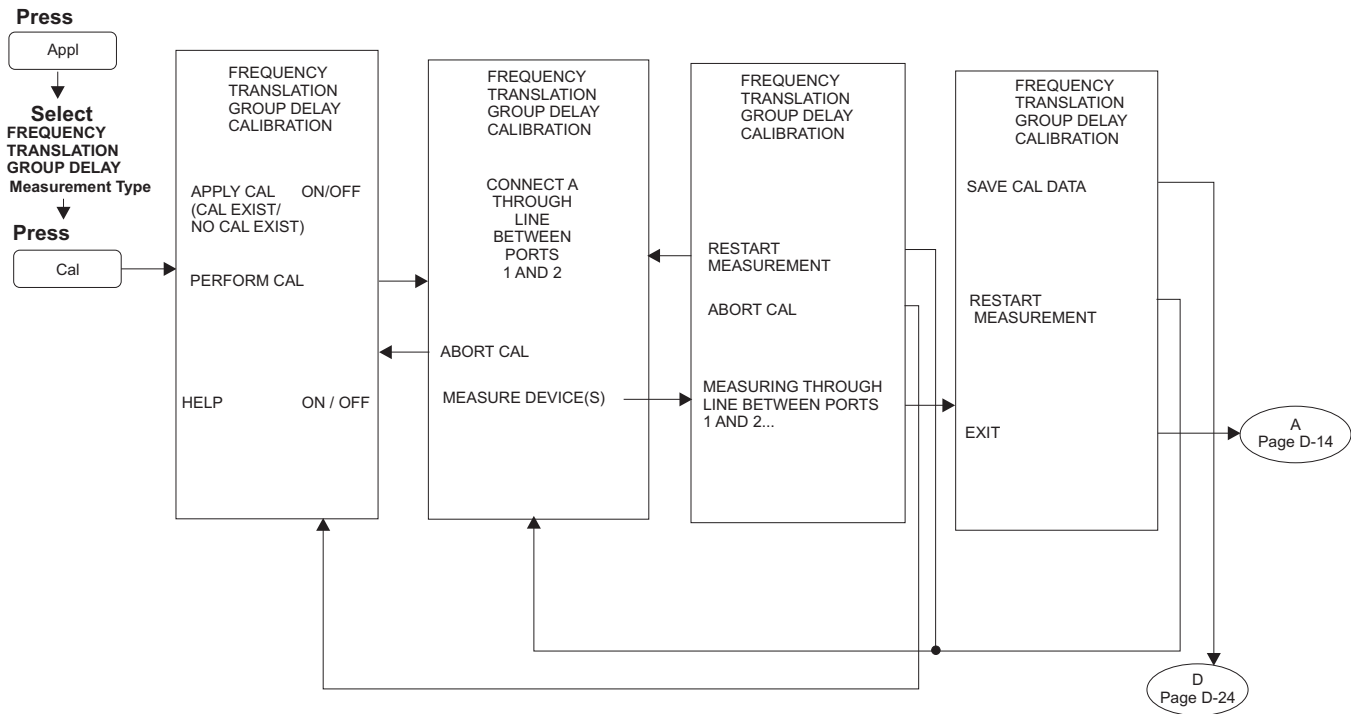 Press
Appl
Select
FREQUENCY
TRANSLATION
GROUP DELAY
Measurement Type
Press
Cal
FREQUENCY
TRANSLATION
GROUP DELAY
CALIBRATION
APPLY CAL ON/OFF
(CAL EXIST/
NO CAL EXIST)
PERFORM CAL
HELP ON / OFF
FREQUENCY
TRANSLATION
GROUP DELAY
CALIBRATION
CONNECT A
THROUGH
LINE
BETWEEN
PORTS
1 AND 2
ABORT CAL
MEASURE DEVICE(S)
FREQUENCY
TRANSLATION
GROUP DELAY
CALIBRATION
RESTART
MEASUREMENT
ABORT CAL
MEASURING THROUGH
LINE BETWEEN PORTS
1 AND 2...
FREQUENCY
TRANSLATION
GROUP DELAY
CALIBRATION
SAVE CAL DATA
RESTART
MEASUREMENT
EXIT
A
Page D-14
D
Page D-24